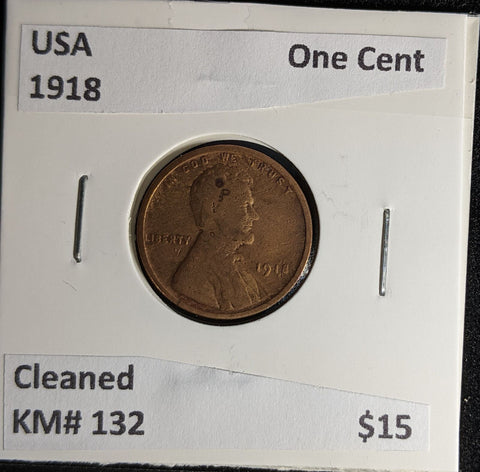 USA One Cent
1918
IN GOD WE TRUST
LIBERTY 1918
Cleaned
KM# 132 $15